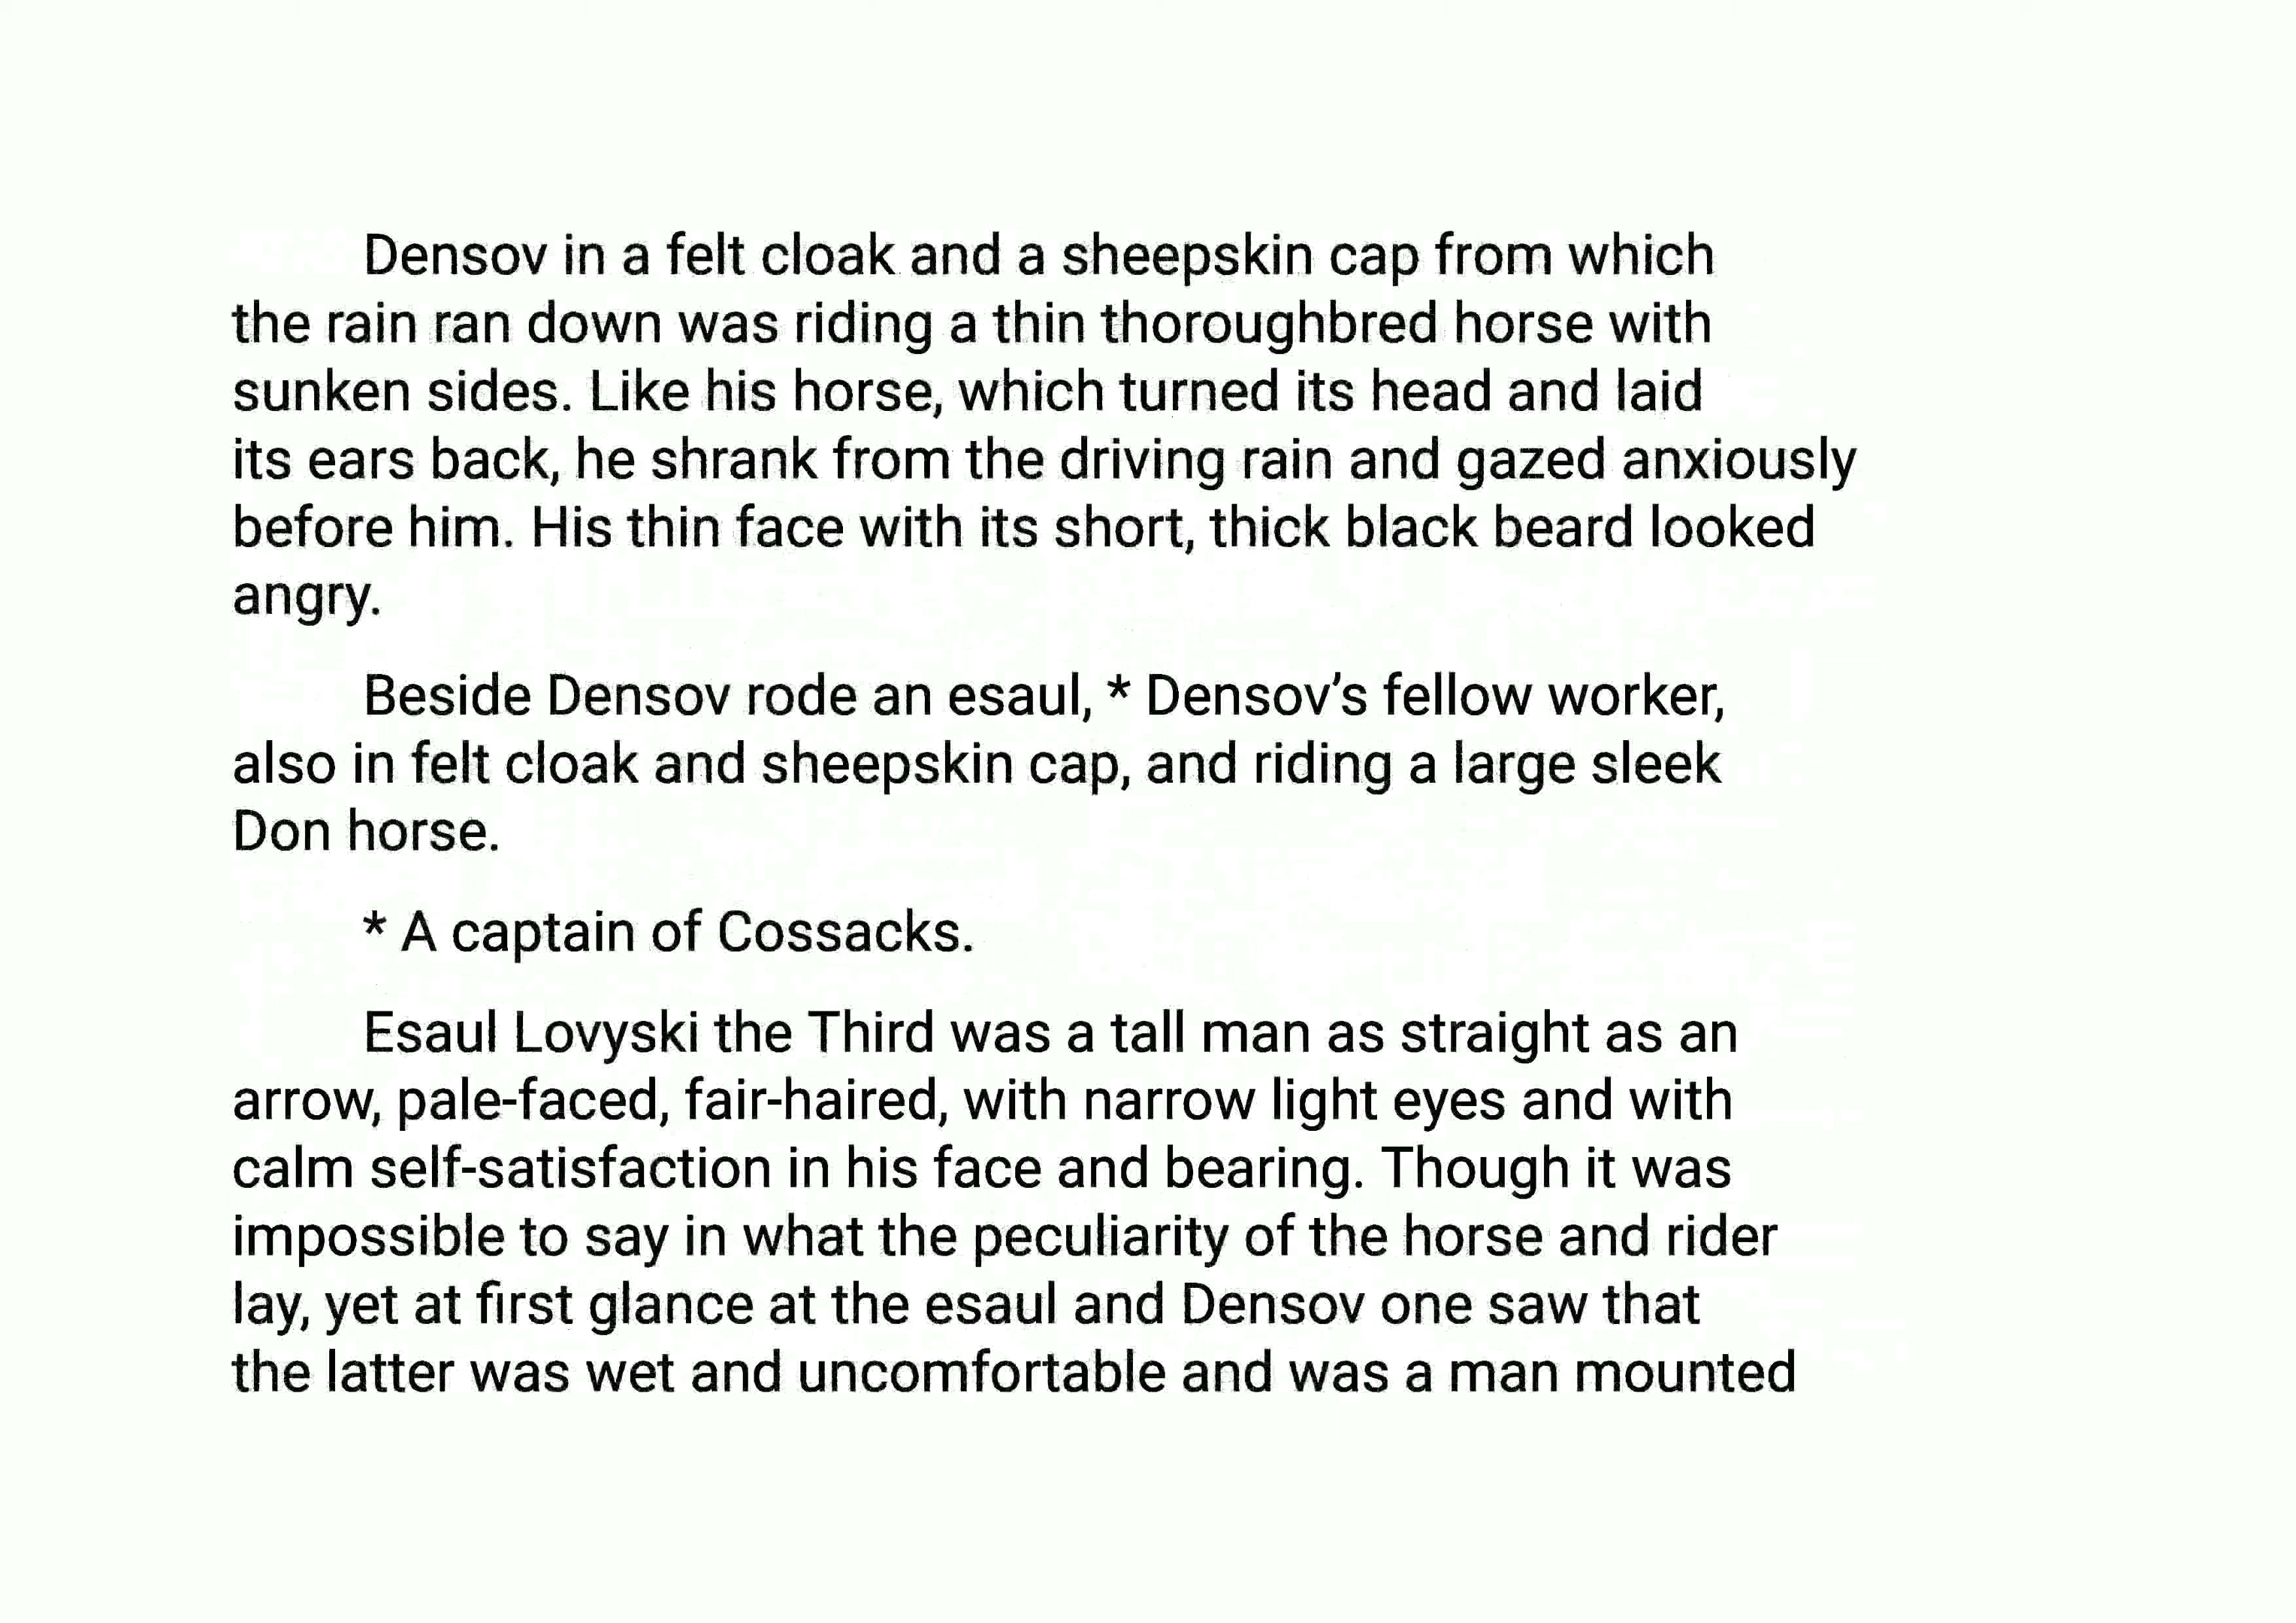 Densov in a felt cloak and a sheepskin cap from which
the rain ran down was riding a thin thoroughbred horse with
sunken sides. Like his horse, which turned its head and laid
its ears back, he shrank from the driving rain and gazed anxiously
before him. His thin face with its short, thick black beard looked
angry.
Beside Densov rode an esaul, * Densov’s fellow worker,
also in felt cloak and sheepskin cap, and riding a large sleek
Don horse.
* A captain of Cossacks.
Esaul Lovyski the Third was a tall man as straight as an
arrow, pale-faced, fair-haired, with narrow light eyes and with
calm self-satisfaction in his face and bearing. Though it was
impossible to say in what the peculiarity of the horse and rider
lay, yet at first glance at the esaul and Densov one saw that
the latter was wet and uncomfortable and was a man mounted